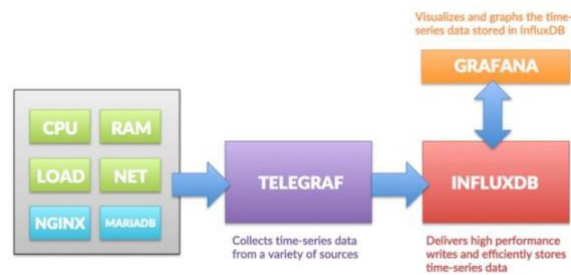 Visualizes and graphs the time-
series data stored in InfluxDB
GRAFANA
CPU
RAM
LOAD
NET
NGINX
MARIADB
TELEGRAF
INFLUXDB
Collects time-series data
from a variety of sources
Delivers high performance
writes and efficiently stores
time-series data